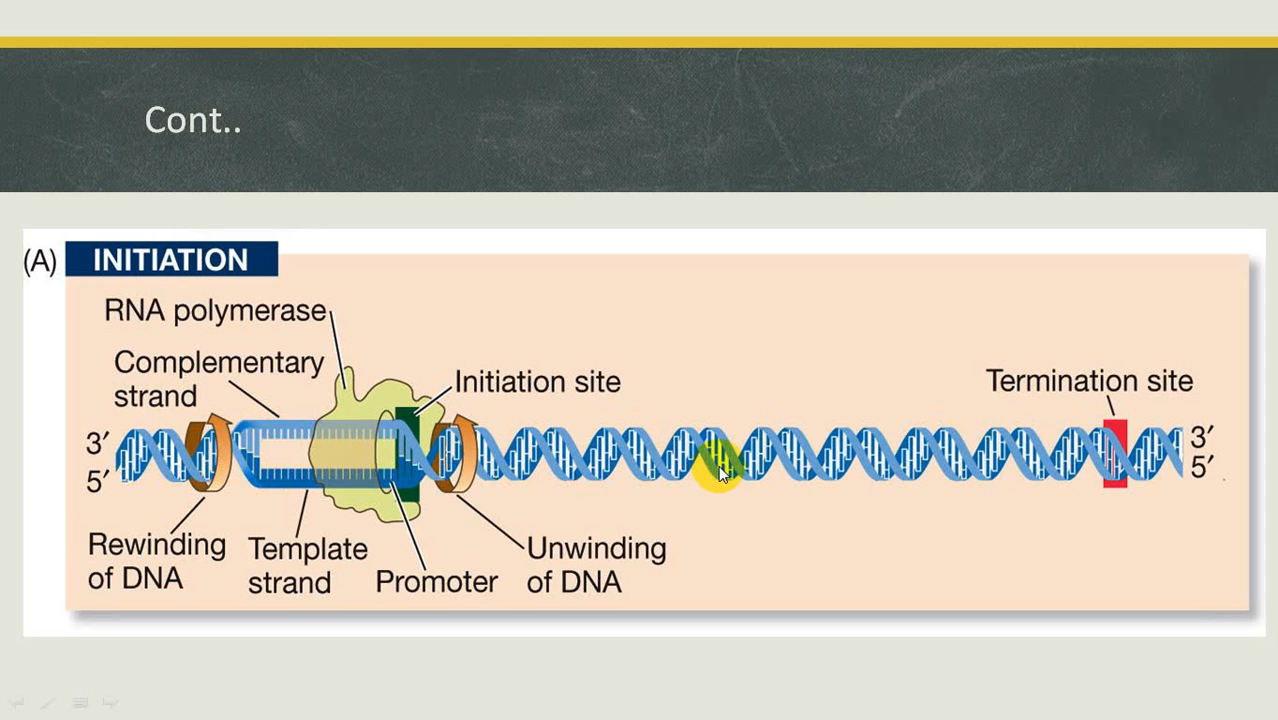 Cont..
(A) INITIATION
RNA polymerase
Complementary
strand
Initiation site
Termination site
3′
5′
3′
5′
Rewinding
of DNA
Template
strand
Promoter
Unwinding
of DNA